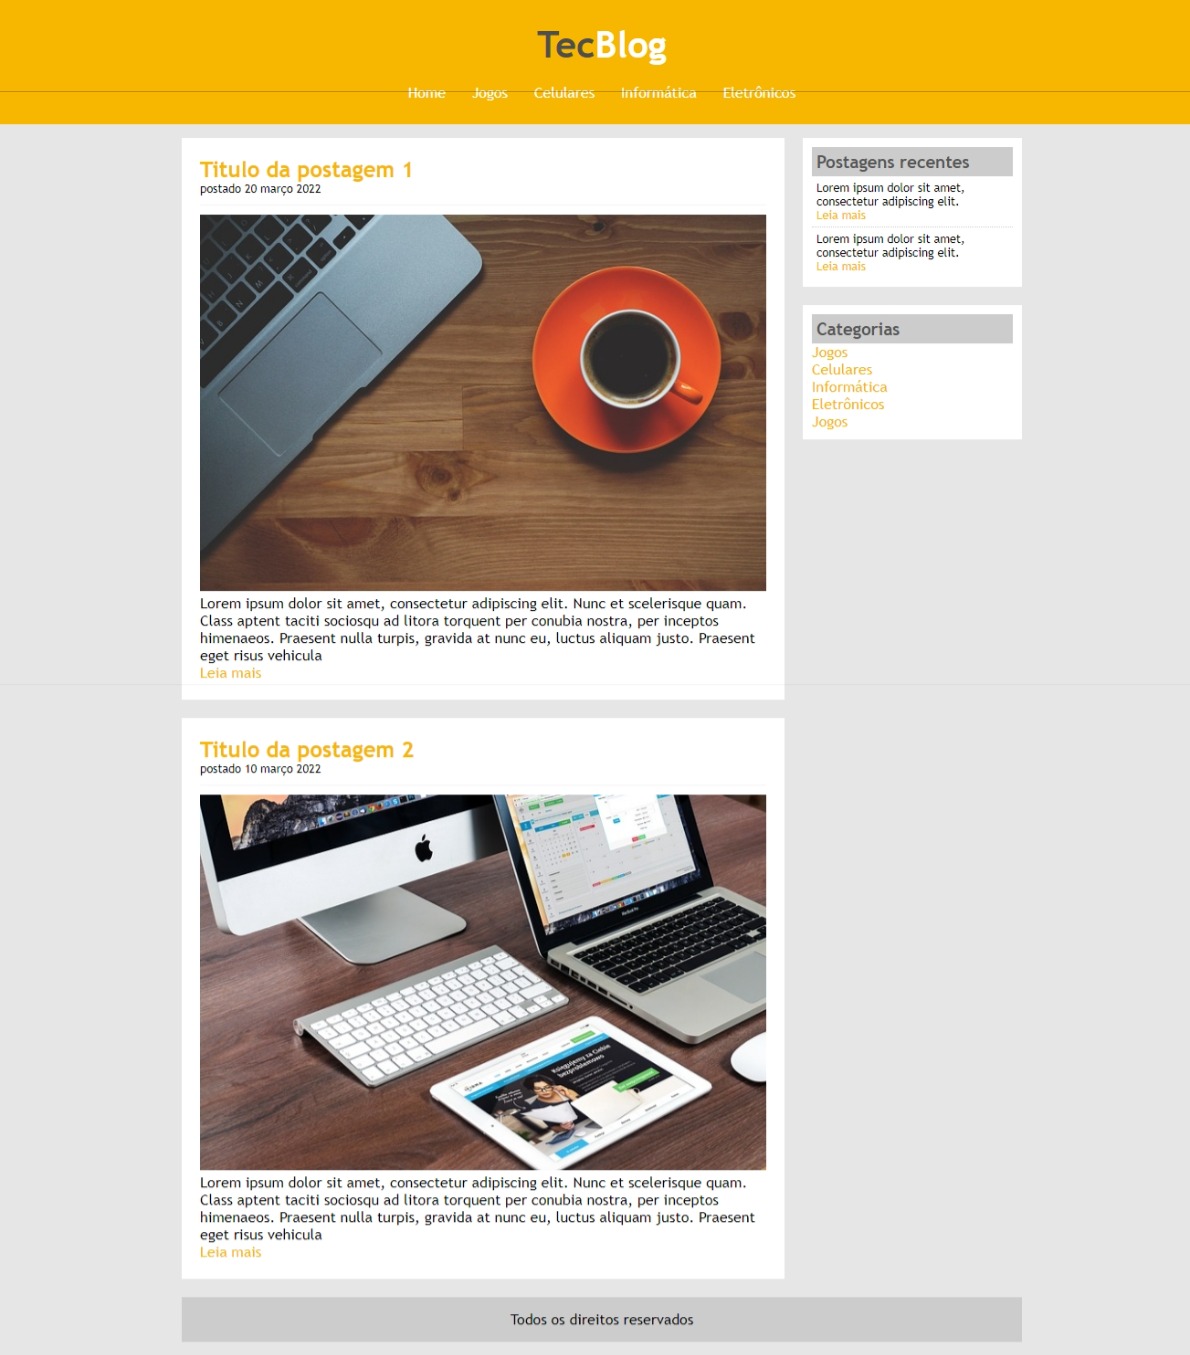 TecBlog
Home Jogos Celulares Informática Eletrônicos
Titulo da postagem 1
postado 20 março 2022
Lorem ipsum dolor sit amet, consectetur adipiscing elit. Nunc et scelerisque quam.
Class aptent taciti sociosqu ad litora torquent per conubia nostra, per inceptos
himenaeos. Praesent nulla turpis, gravida at nunc eu, luctus aliquam justo. Praesent
eget risus vehicula
Leia mais
Titulo da postagem 2
postado 10 março 2022
Księgujemy za Ciebie
bezproblemowo
Lorem ipsum dolor sit amet, consectetur adipiscing elit. Nunc et scelerisque quam.
Class aptent taciti sociosqu ad litora torquent per conubia nostra, per inceptos
himenaeos. Praesent nulla turpis, gravida at nunc eu, luctus aliquam justo. Praesent
eget risus vehicula
Leia mais
Postagens recentes
Lorem ipsum dolor sit amet,
consectetur adipiscing elit.
Leia mais
Lorem ipsum dolor sit amet,
consectetur adipiscing elit.
Leia mais
Categorias
Jogos
Celulares
Informática
Eletrônicos
Jogos
Todos os direitos reservados